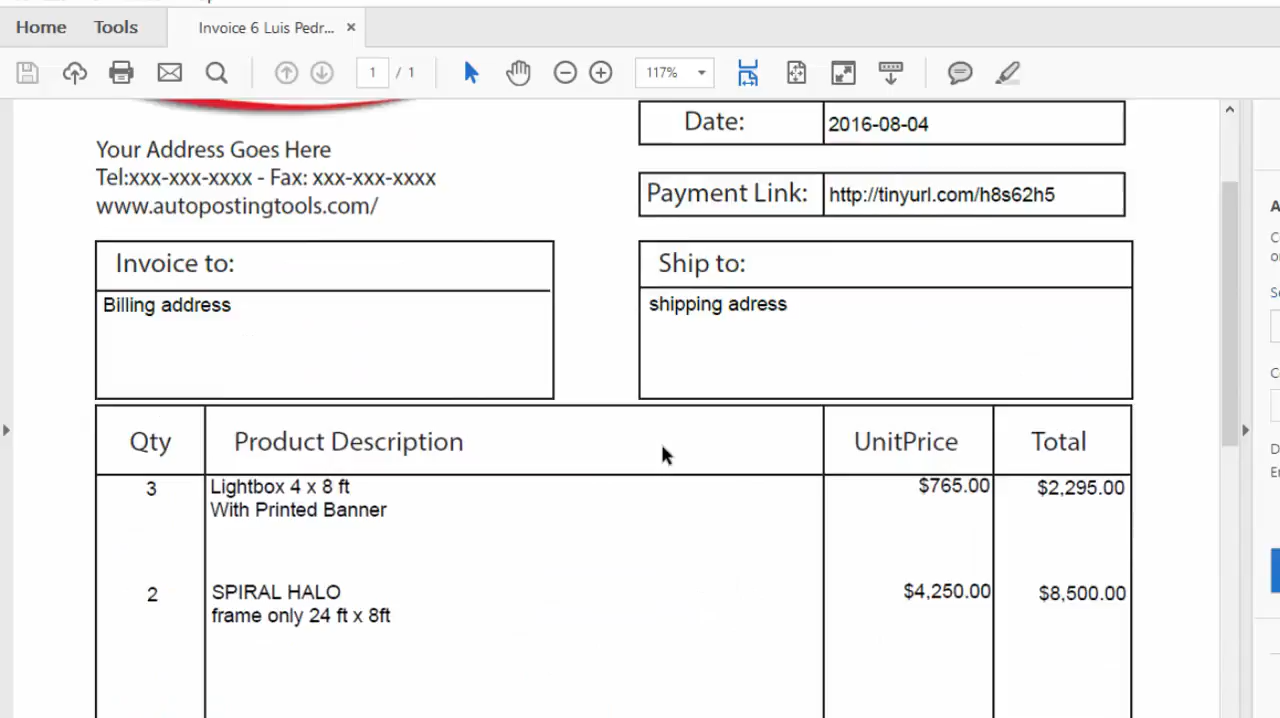 Home Tools Invoice 6 Luis Pedr... ×
1 / 1 117%
Date: 2016-08-04
Your Address Goes Here
Tel:xxx-xxx-xxxx - Fax: xxx-xxx-xxxx
www.autopostingtools.com/
Payment Link: http://tinyurl.com/h8s62h5
Invoice to:
Billing address
Ship to:
shipping adress
Qty Product Description UnitPrice Total
3 Lightbox 4 x 8 ft $765.00 $2,295.00
With Printed Banner
2 SPIRAL HALO $4,250.00 $8,500.00
frame only 24 ft x 8ft